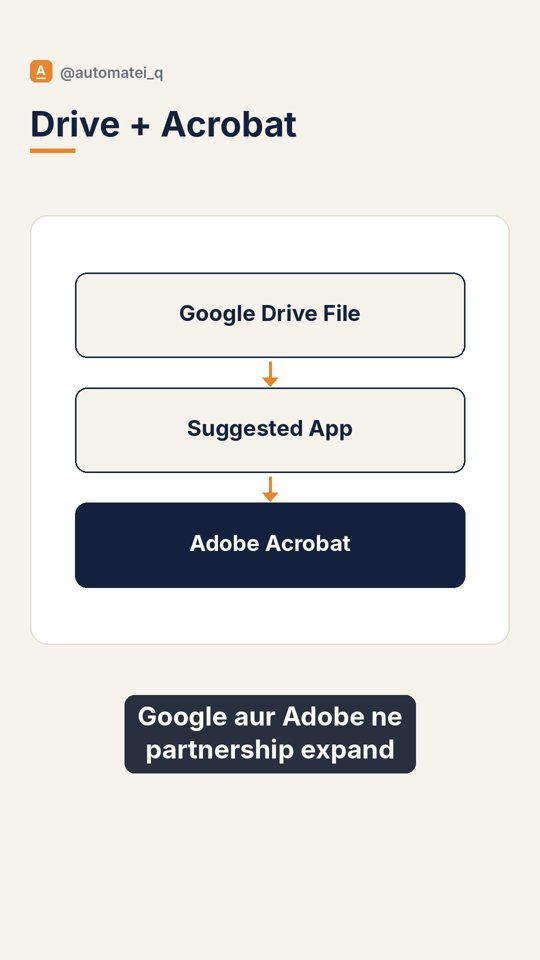 A
@automatei_q
Drive + Acrobat
Google Drive File
Suggested App
Adobe Acrobat
Google aur Adobe ne
partnership expand